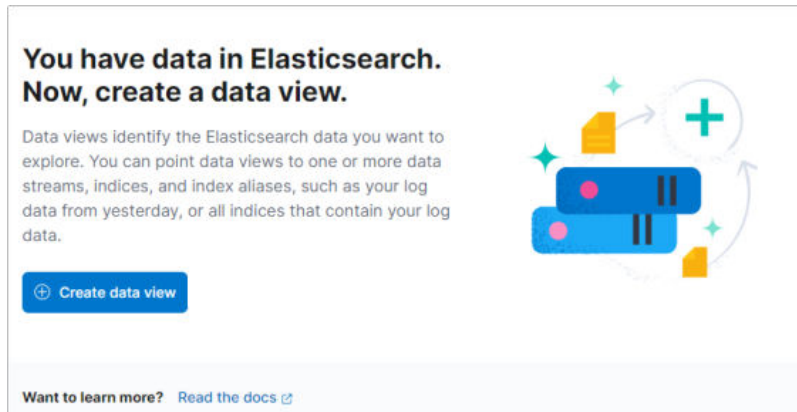 You have data in Elasticsearch.
Now, create a data view.
Data views identify the Elasticsearch data you want to
explore. You can point data views to one or more data
streams, indices, and index aliases, such as your log
data from yesterday, or all indices that contain your log
data.
Create data view
Want to learn more? Read the docs